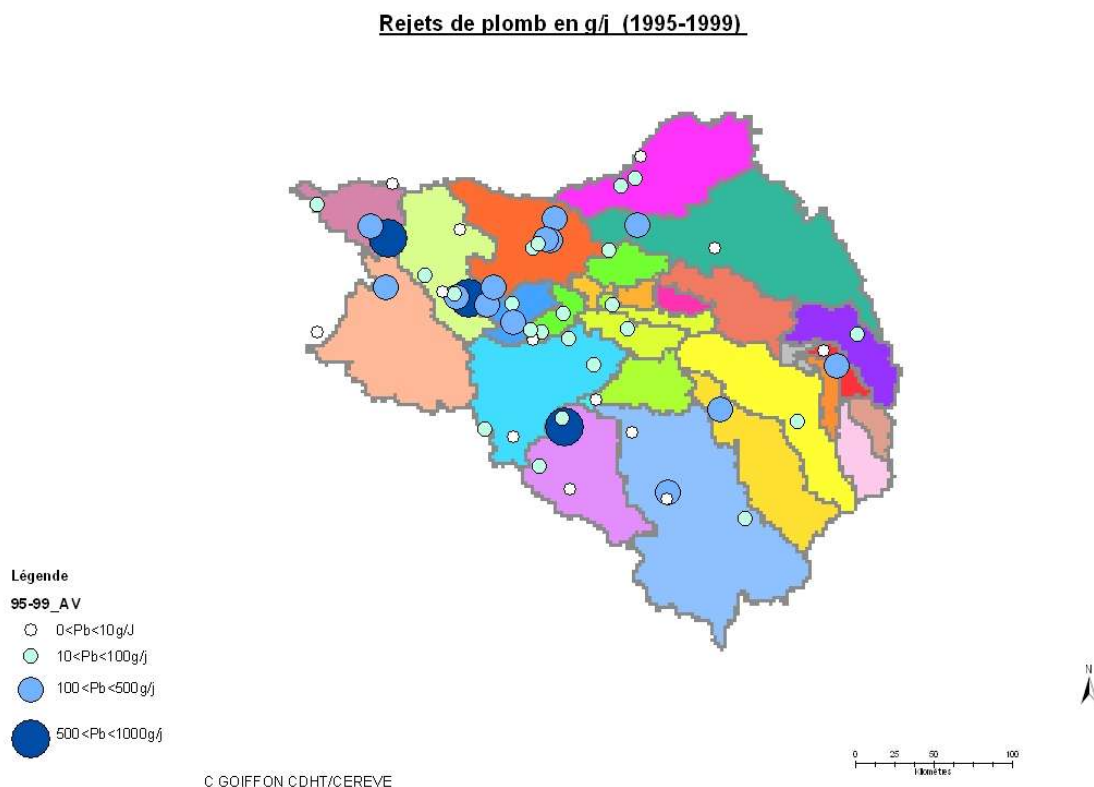 Rejets de plomb en g/j (1995-1999)
Légende
95-99_AV
0<Pb<10g/J
10<Pb<100g/j
100<Pb<500g/j
500<Pb<1000g/j
N
0 25 50 100
Kilomètres
C GOIFFON CDHT/CEREVE